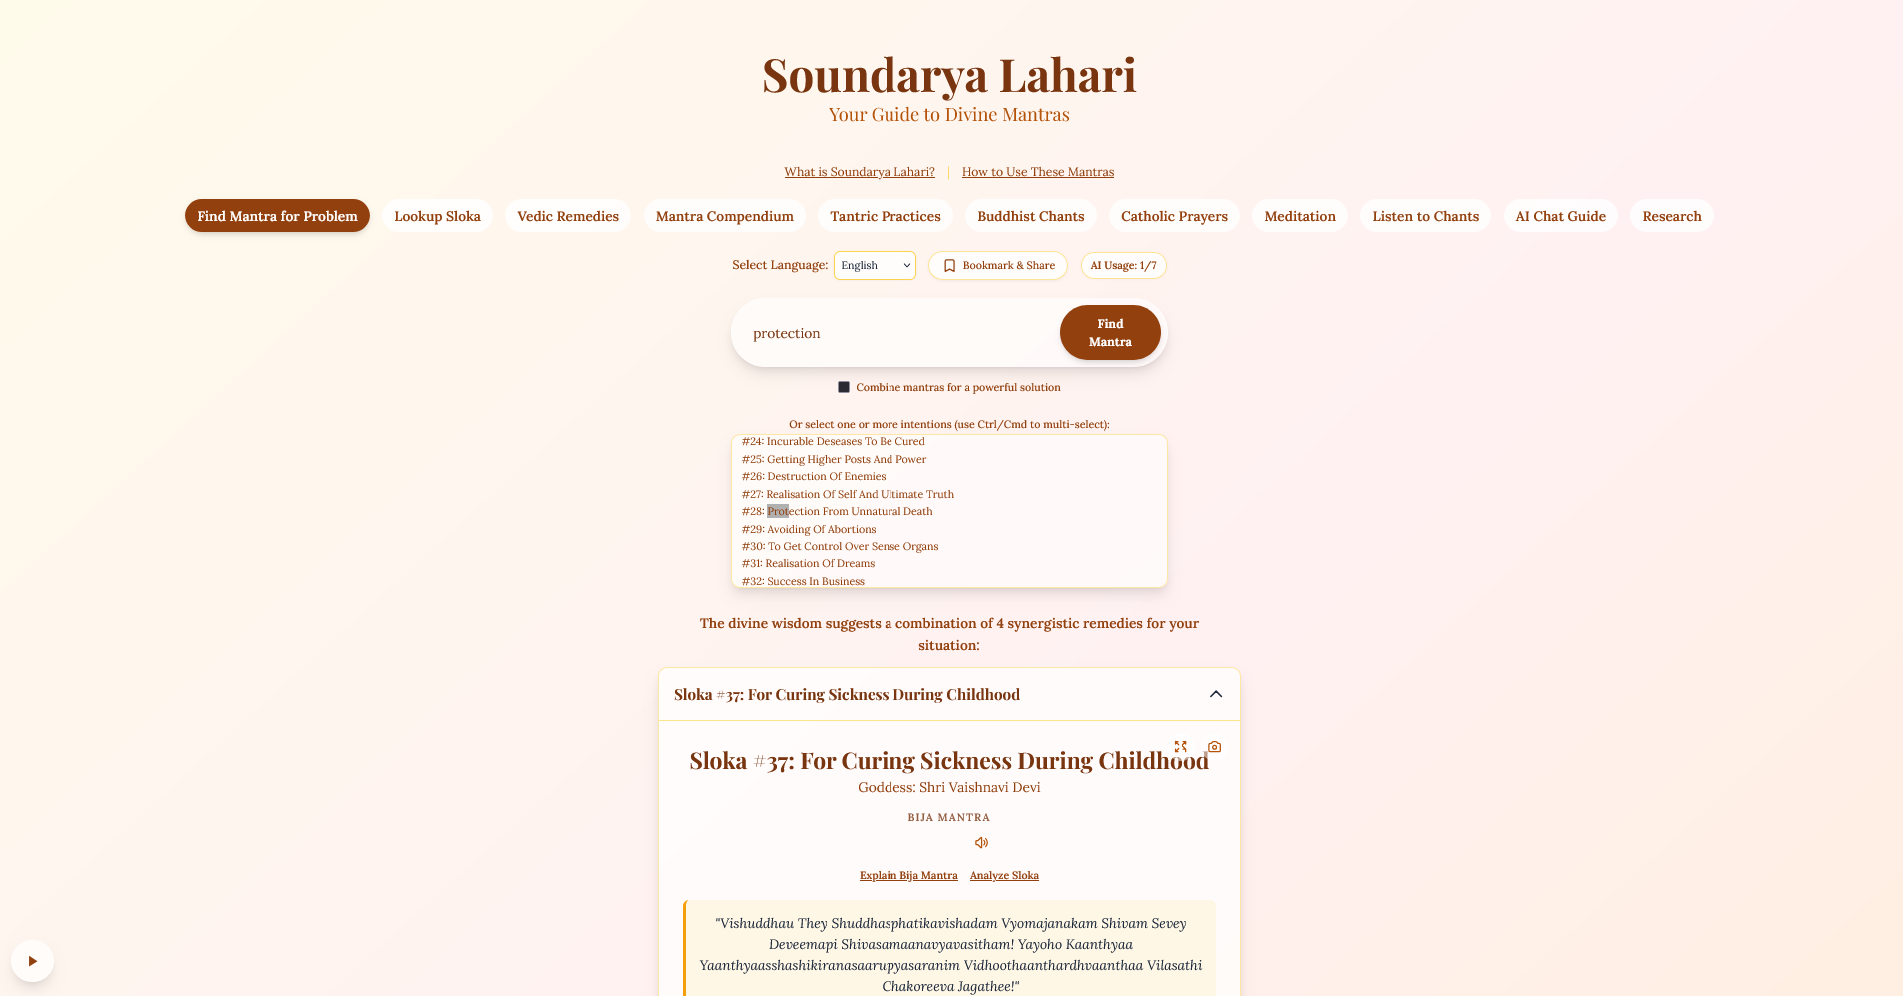 Soundarya Lahari
Your Guide to Divine Mantras
What is Soundarya Lahari?
How to Use These Mantras
Find Mantra for Problem
Lookup Sloka
Vedic Remedies
Mantra Compendium
Tantric Practices
Buddhist Chants
Catholic Prayers
Meditation
Listen to Chants
AI Chat Guide
Research
Select Language:
English
Bookmark & Share
AI Usage: 1/7
protection
Find
Mantra
Combine mantras for a powerful solution
Or select one or more intentions (use Ctrl/Cmd to multi-select):
#24: Incurable Deseases To Be Cured
#25: Getting Higher Posts And Power
#26: Destruction Of Enemies
#27: Realisation Of Self And Ultimate Truth
#28: Protection From Unnatural Death
#29: Avoiding Of Abortions
#30: To Get Control Over Sense Organs
#31: Realisation Of Dreams
#32: Success In Business
The divine wisdom suggests a combination of 4 synergistic remedies for your
situation:
Sloka #37: For Curing Sickness During Childhood
Sloka #37: For Curing Sickness During Childhood
Goddess: Shri Vaishnavi Devi
BIJA MANTRA
Explain Bija Mantra
Analyze Sloka
"Vishuddhau They Shuddhasphatikavishadam Vyomajanakam Shivam Sevey
Deveemapi Shivasamaanavyavasitham! Yayoho Kaanthyaa
Yaanthyaasshashikiranasaarupyasaranim Vidhoothaanthardhvaanthaa Vilasathi
Chakoreeva Jagathee!"